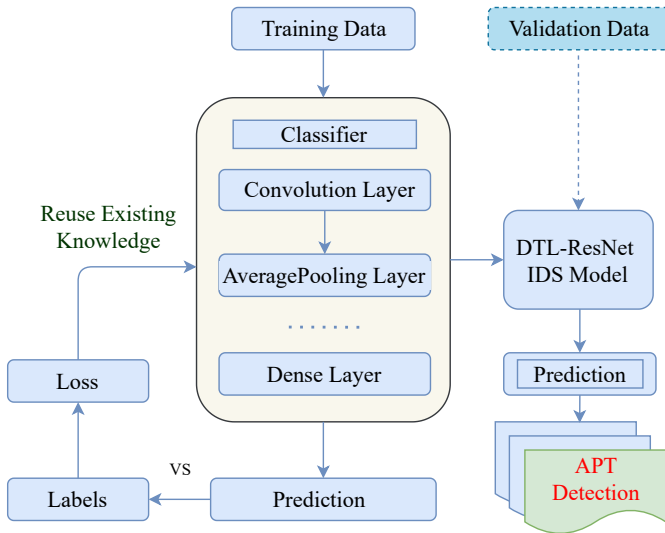 Training Data
Validation Data
Classifier
Convolution Layer
Reuse Existing
Knowledge
AveragePooling Layer
DTL-ResNet
IDS Model
.......
Loss
Dense Layer
Prediction
VS
Labels
Prediction
APT
Detection